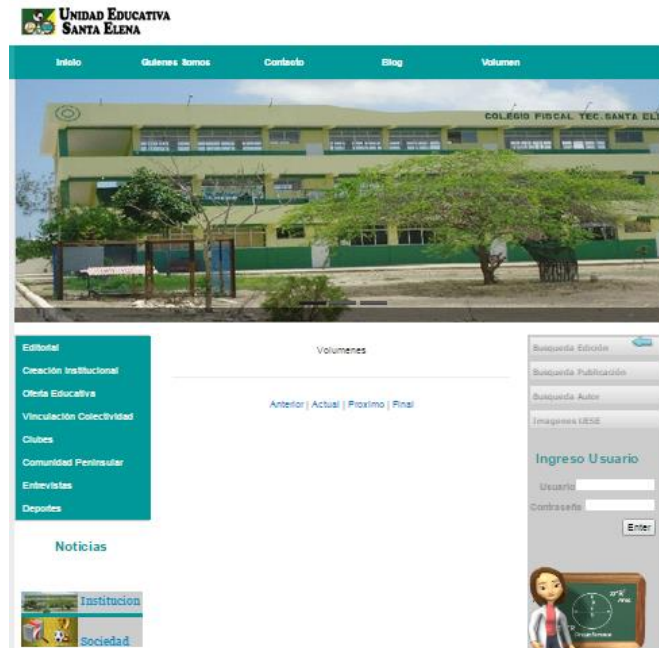 UNIDAD EDUCATIVA
SANTA ELENA
Inicio Quienes Somos Contacto Blog Volumen
COLEGIO FISCAL TEC. SANTA EL
Editorial
Creación Institucional
Oferta Educativa
Vinculación Colectividad
Clubes
Comunidad Peninsular
Entrevistas
Deportes
Noticias
Institucion
Sociedad
Volumenes
Anterior | Actual | Proximo | Final
Busqueda Edición
Busqueda Publicación
Busqueda Autor
Imagenes UESE
Ingreso Usuario
Usuario
Contraseña
Enter
Circunference